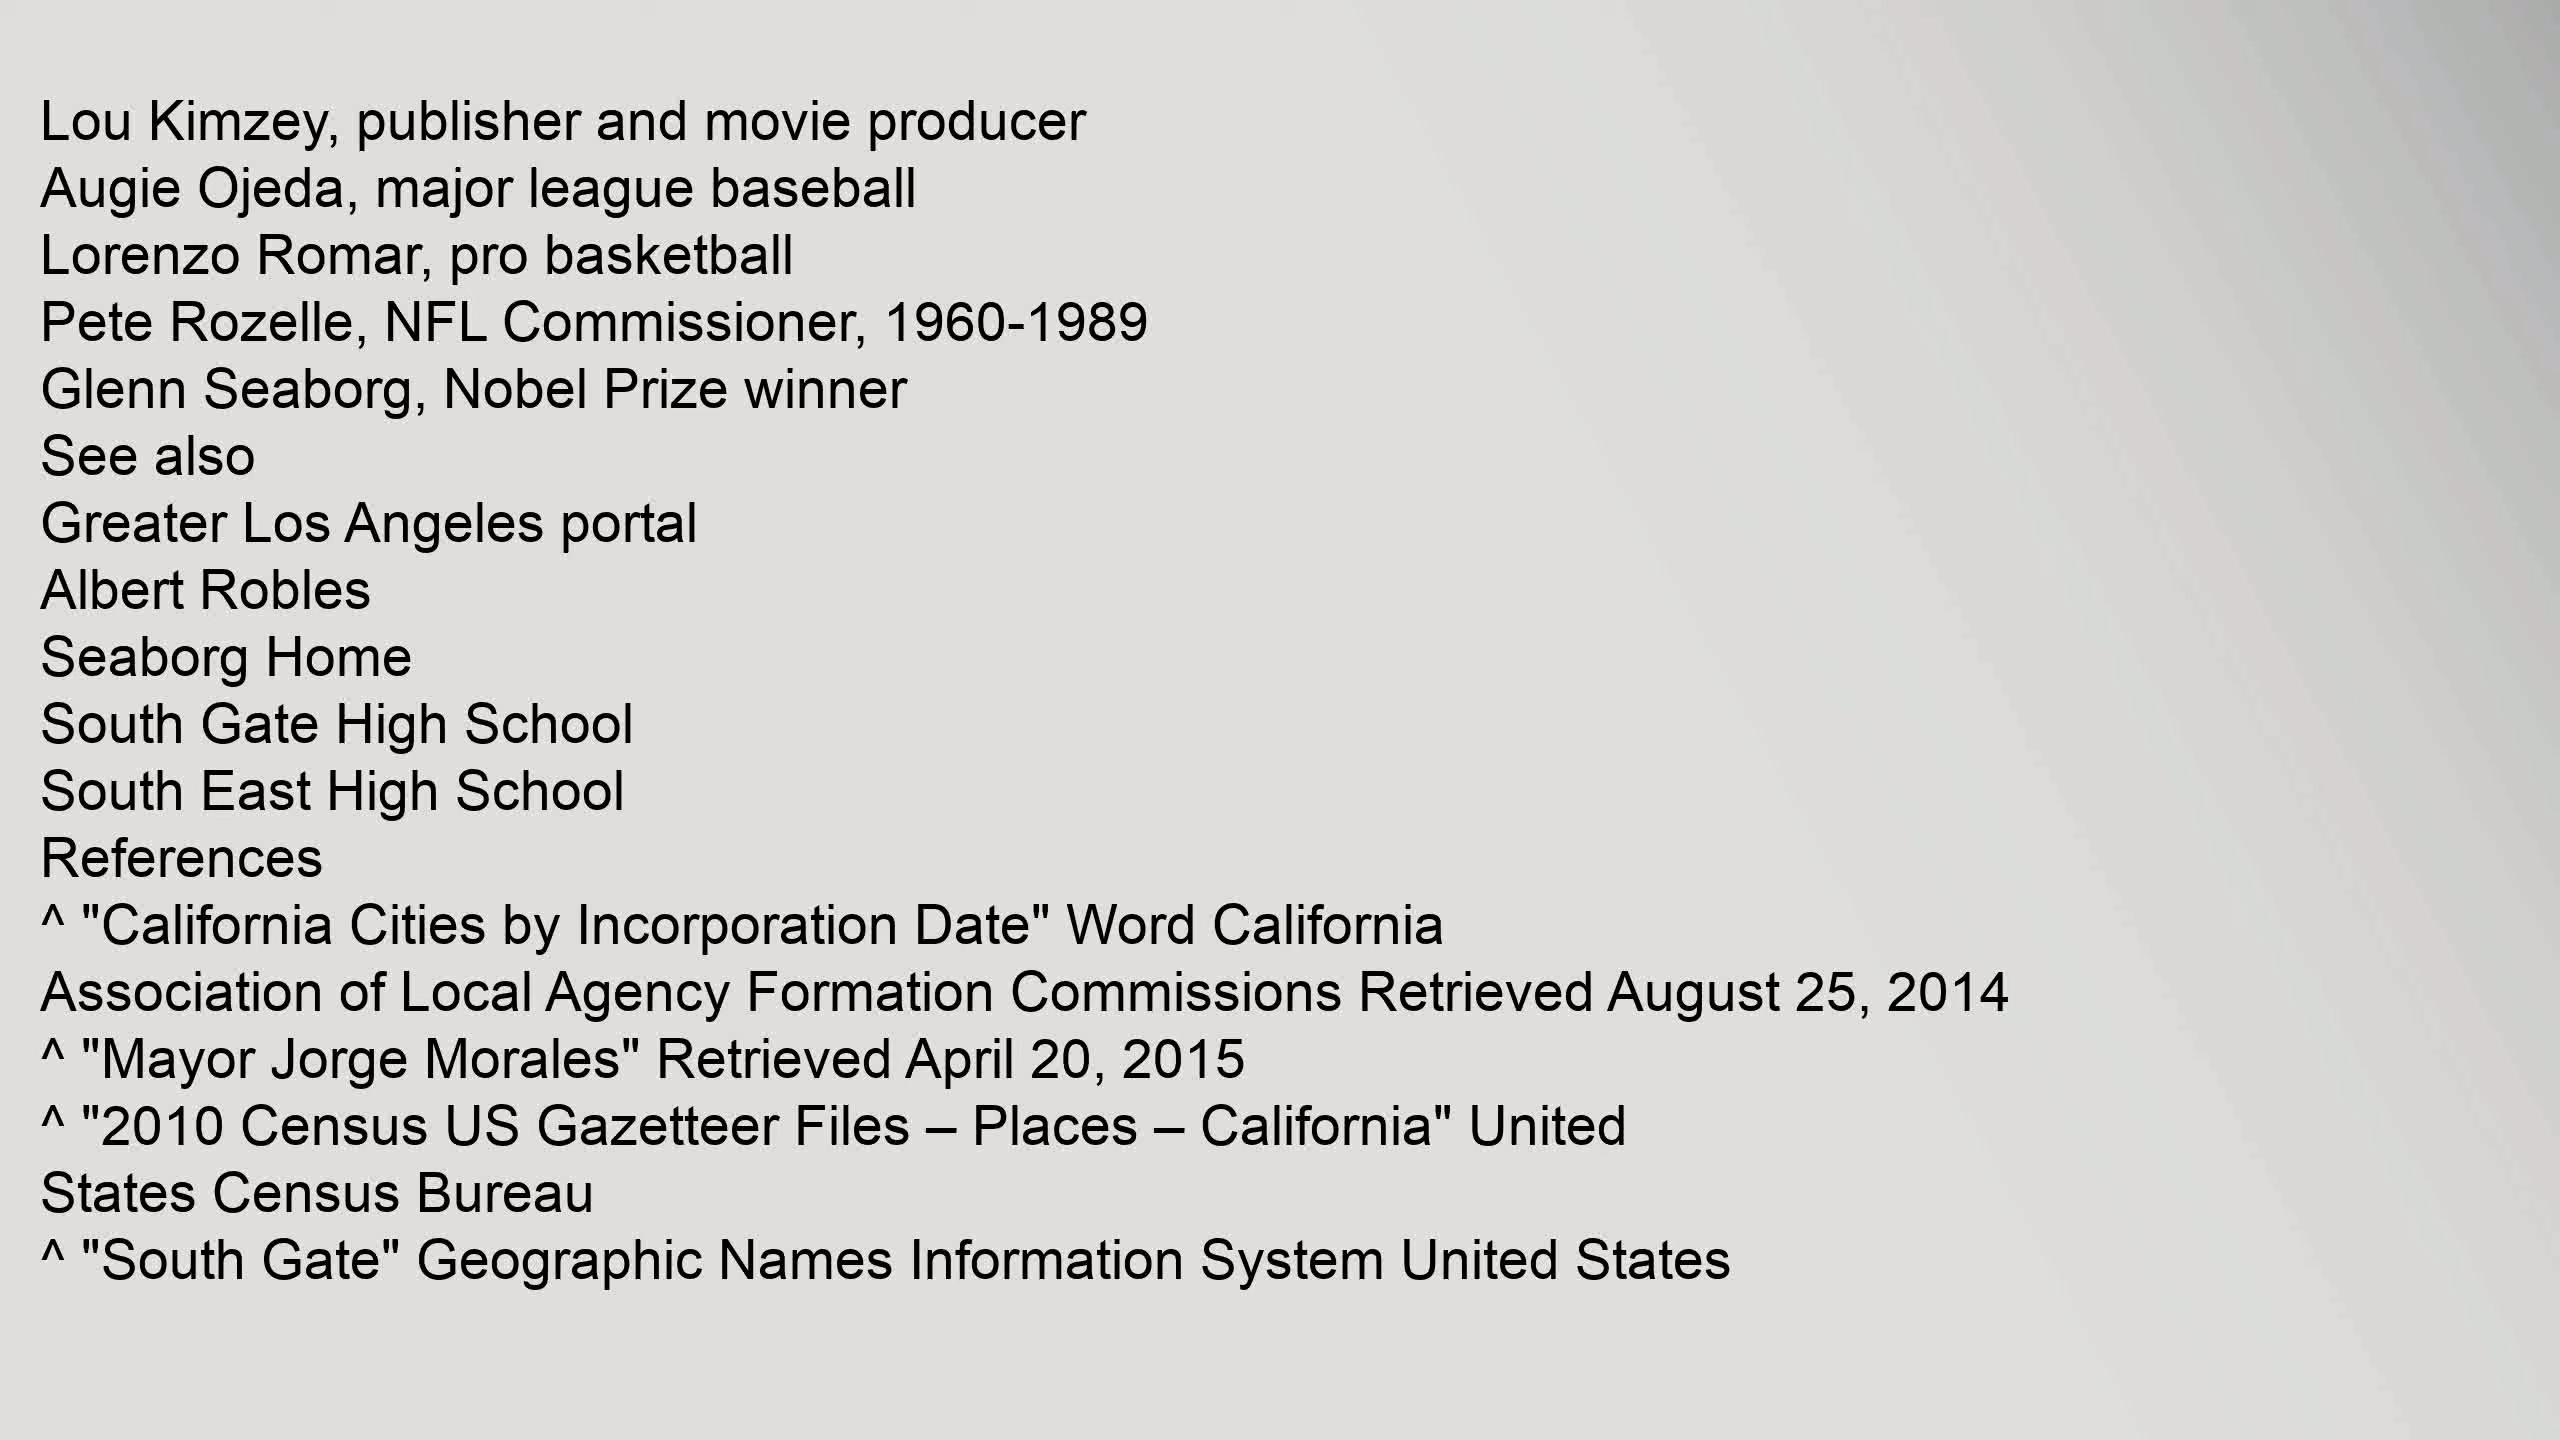 Lou Kimzey, publisher and movie producer
Augie Ojeda, major league baseball
Lorenzo Romar, pro basketball
Pete Rozelle, NFL Commissioner, 1960-1989
Glenn Seaborg, Nobel Prize winner
See also
Greater Los Angeles portal
Albert Robles
Seaborg Home
South Gate High School
South East High School
References
^ "California Cities by Incorporation Date" Word California
Association of Local Agency Formation Commissions Retrieved August 25, 2014
^ "Mayor Jorge Morales" Retrieved April 20, 2015
^ "2010 Census US Gazetteer Files – Places – California" United
States Census Bureau
^ "South Gate" Geographic Names Information System United States